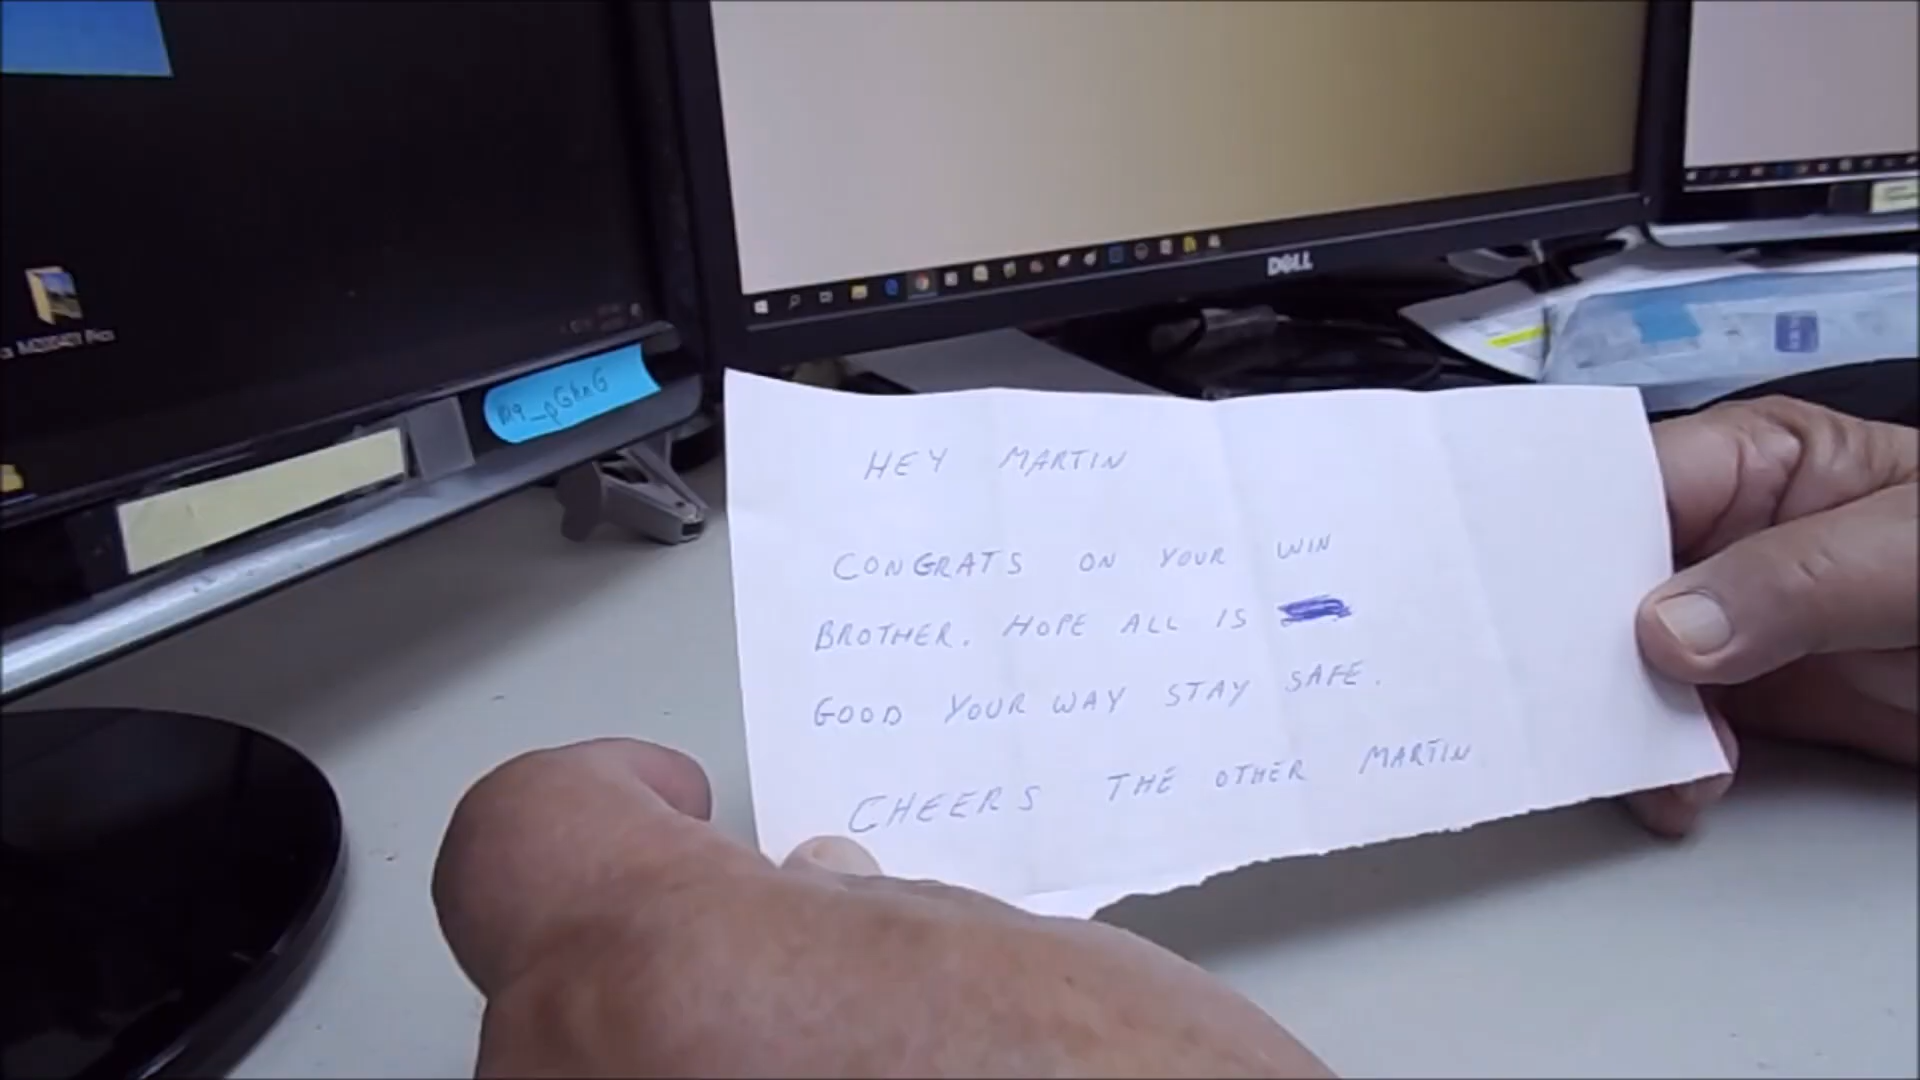 DELL
HEY MARTIN
CONGRATS ON YOUR WIN
BROTHER. HOPE ALL IS
GOOD YOUR WAY STAY SAFE.
CHEERS THE OTHER MARTIN